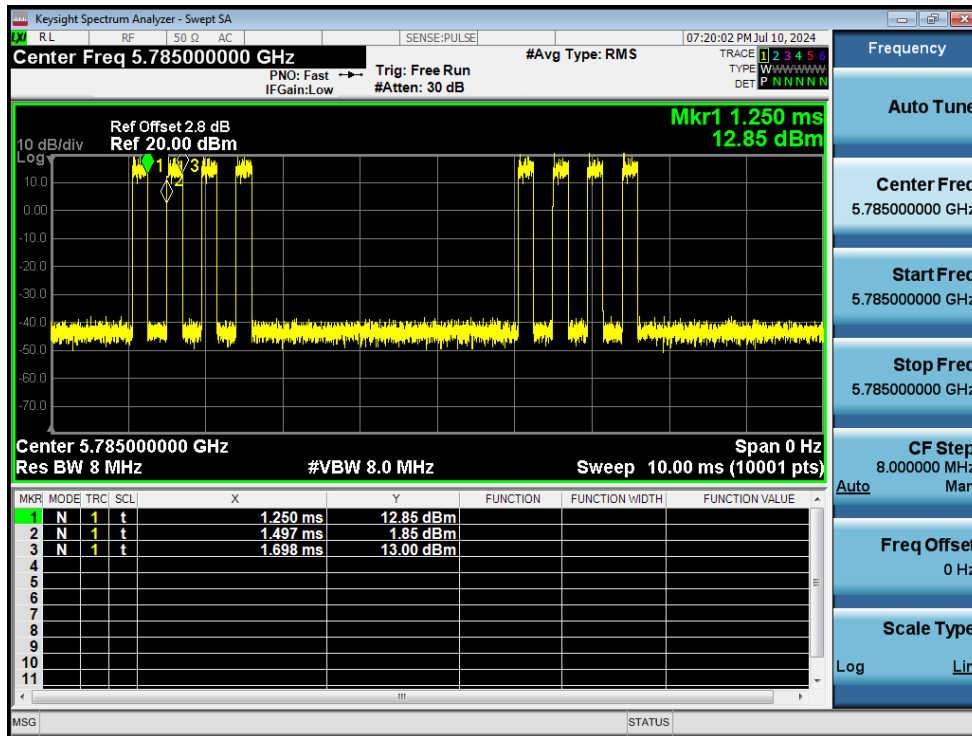 Keysight Spectrum Analyzer - Swept SA
LXI RL RF 50 Ω AC SENSE:PULSE 07:20:02 PM Jul 10, 2024
Center Freq 5.785000000 GHz #Avg Type: RMS TRACE 1 2 3 4 5 6
PNO: Fast Trig: Free Run TYPE WWWWWW
IFGain:Low #Atten: 30 dB DET P N N N N N
Frequency
Auto Tune
Center Freq
5.785000000 GHz
Start Freq
5.785000000 GHz
Stop Freq
5.785000000 GHz
CF Step
8.000000 MHz
Auto Man
Freq Offset
0 Hz
Scale Type
Log Lin
Mkr1 1.250 ms
12.85 dBm
Ref Offset 2.8 dB
10 dB/div Ref 20.00 dBm
Log
1 2 3
10.0
0.00
-10.0
-20.0
-30.0
-40.0
-50.0
-60.0
-70.0
Center 5.785000000 GHz Span 0 Hz
Res BW 8 MHz #VBW 8.0 MHz Sweep 10.00 ms (10001 pts)
MKR MODE TRC SCL X Y FUNCTION FUNCTION WIDTH FUNCTION VALUE
1 N 1 t 1.250 ms 12.85 dBm
2 N 1 t 1.497 ms 1.85 dBm
3 N 1 t 1.698 ms 13.00 dBm
4
5
6
7
8
9
10
11
MSG STATUS